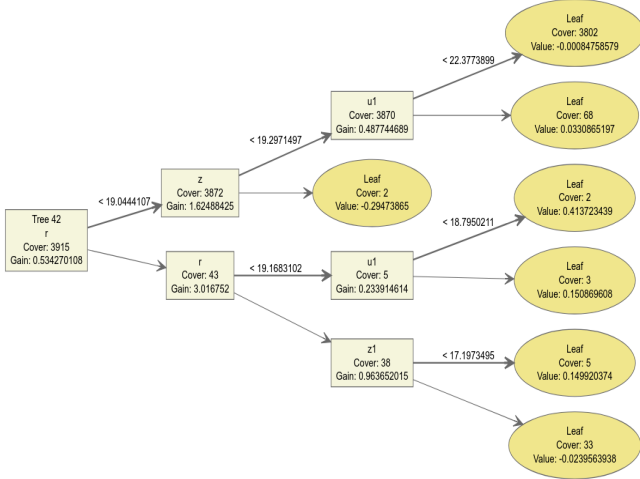 Leaf
Cover: 3802
Value: -0.00084758579
< 22.3773899
u1
Cover: 3870
Gain: 0.487744689
Leaf
Cover: 68
Value: 0.0330865197
< 19.2971497
z
Cover: 3872
Gain: 1.62488425
Leaf
Cover: 2
Value: -0.29473865
< 19.0444107
Tree 42
r
Cover: 3915
Gain: 0.534270108
Leaf
Cover: 2
Value: 0.413723439
< 18.7950211
r
Cover: 43
Gain: 3.016752
< 19.1683102
u1
Cover: 5
Gain: 0.233914614
Leaf
Cover: 3
Value: 0.150869608
z1
Cover: 38
Gain: 0.963652015
< 17.1973495
Leaf
Cover: 5
Value: 0.149920374
Leaf
Cover: 33
Value: -0.0239563938